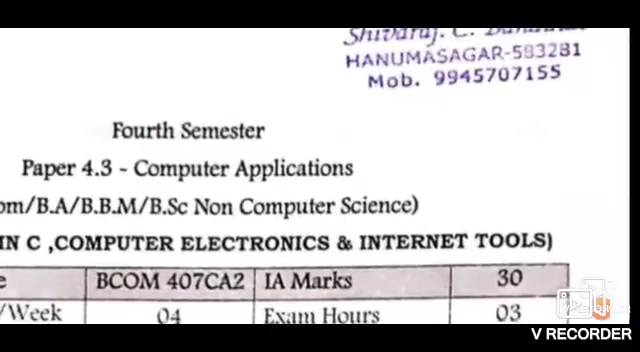 Shivaraj. C.
HANUMASAGAR-583281
Mob. 9945707155
Fourth Semester
Paper 4.3 - Computer Applications
om/B.A/B.B.M/B.Sc Non Computer Science)
IN C ,COMPUTER ELECTRONICS & INTERNET TOOLS)
e BCOM 407CA2 IA Marks 30
/Week 04 Exam Hours 03
V RECORDER